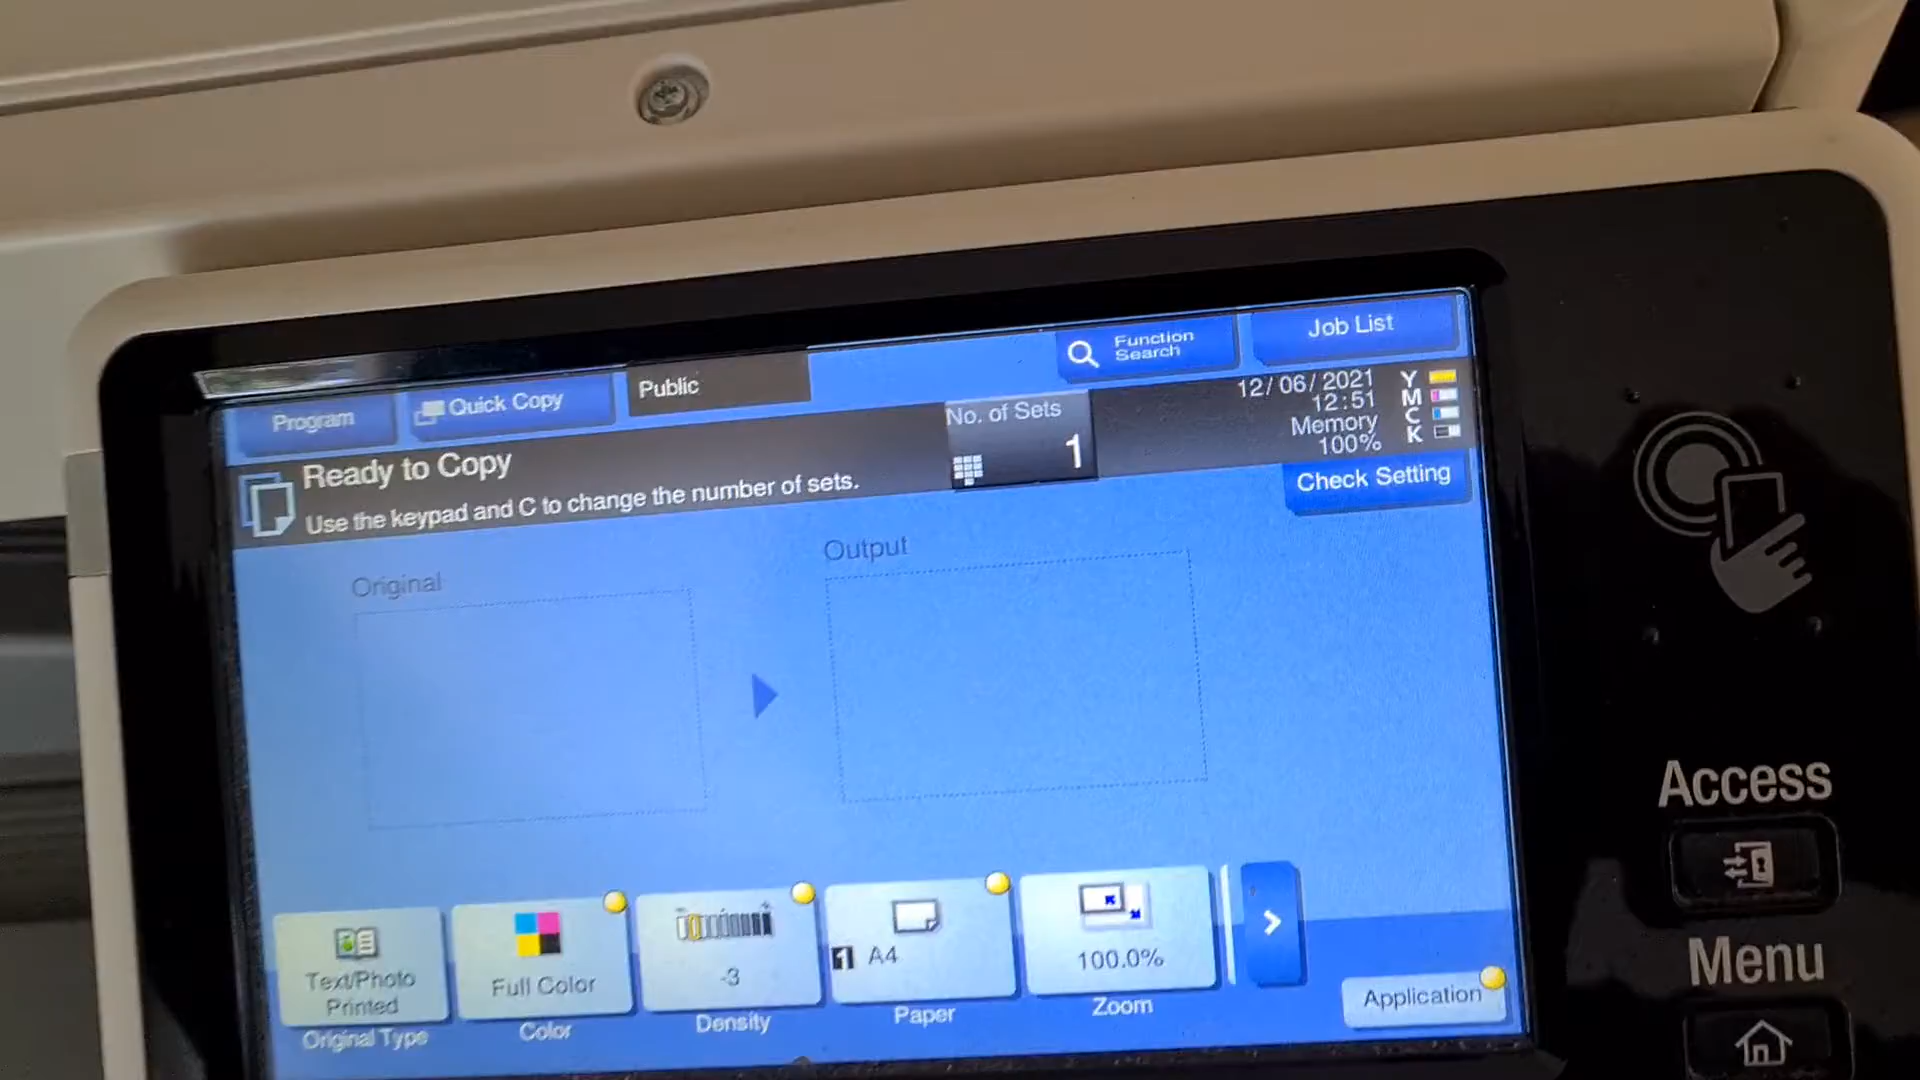 Function
Search
Job List
Program
Quick Copy
Public
No. of Sets
1
12/06/2021
12:51
Memory
100%
Y
M
C
K
Ready to Copy
Use the keypad and C to change the number of sets.
Check Setting
Original
Output
Text/Photo
Printed
Original Type
Full Color
Color
-3
Density
1 A4
Paper
100.0%
Zoom
Application
Access
Menu